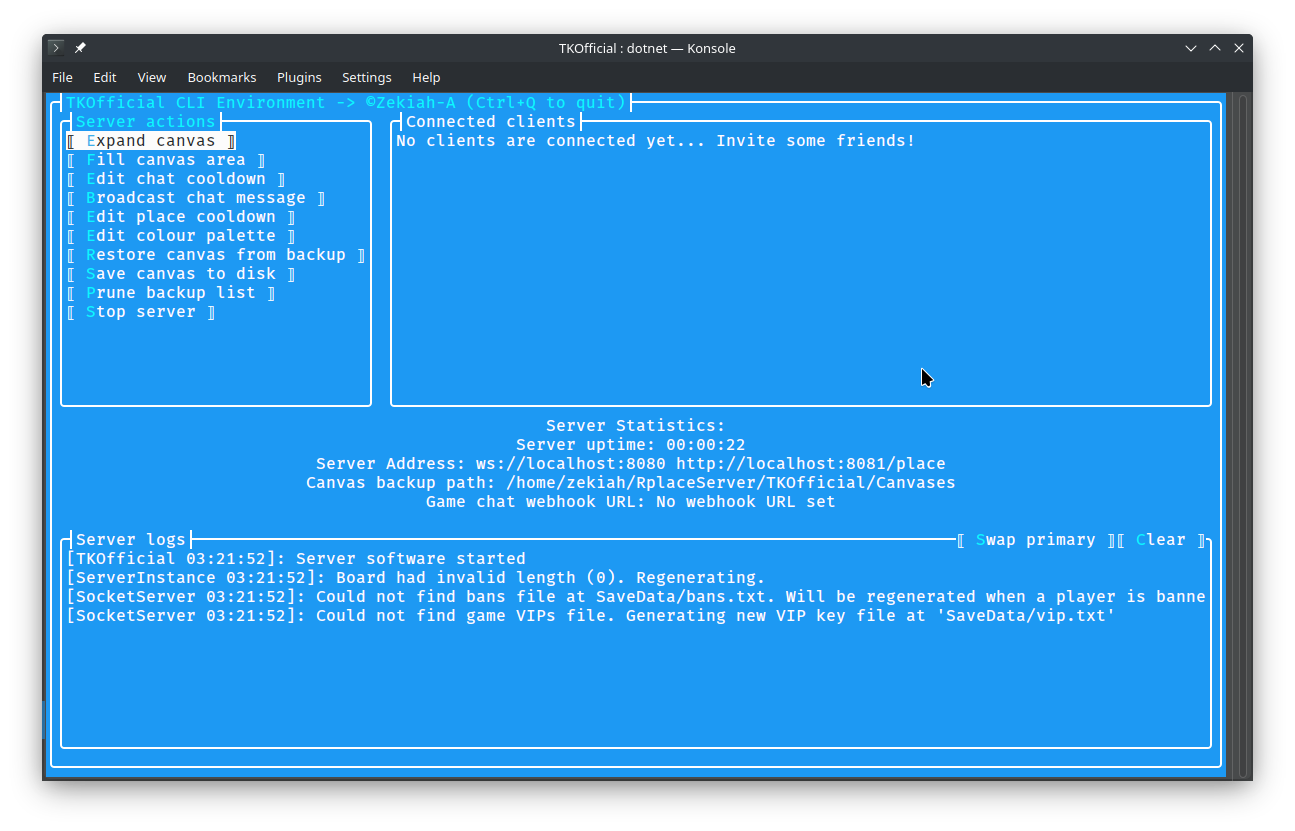 TKOfficial : dotnet — Konsole
File Edit View Bookmarks Plugins Settings Help
TKOfficial CLI Environment -> ©Zekiah-A (Ctrl+Q to quit)
Server actions
⟦ Expand canvas ⟧
⟦ Fill canvas area ⟧
⟦ Edit chat cooldown ⟧
⟦ Broadcast chat message ⟧
⟦ Edit place cooldown ⟧
⟦ Edit colour palette ⟧
⟦ Restore canvas from backup ⟧
⟦ Save canvas to disk ⟧
⟦ Prune backup list ⟧
⟦ Stop server ⟧
Connected clients
No clients are connected yet... Invite some friends!
Server Statistics:
Server uptime: 00:00:22
Server Address: ws://localhost:8080 http://localhost:8081/place
Canvas backup path: /home/zekiah/RplaceServer/TKOfficial/Canvases
Game chat webhook URL: No webhook URL set
Server logs ⟦ Swap primary ⟧⟦ Clear ⟧
[TKOfficial 03:21:52]: Server software started
[ServerInstance 03:21:52]: Board had invalid length (0). Regenerating.
[SocketServer 03:21:52]: Could not find bans file at SaveData/bans.txt. Will be regenerated when a player is banne
[SocketServer 03:21:52]: Could not find game VIPs file. Generating new VIP key file at 'SaveData/vip.txt'